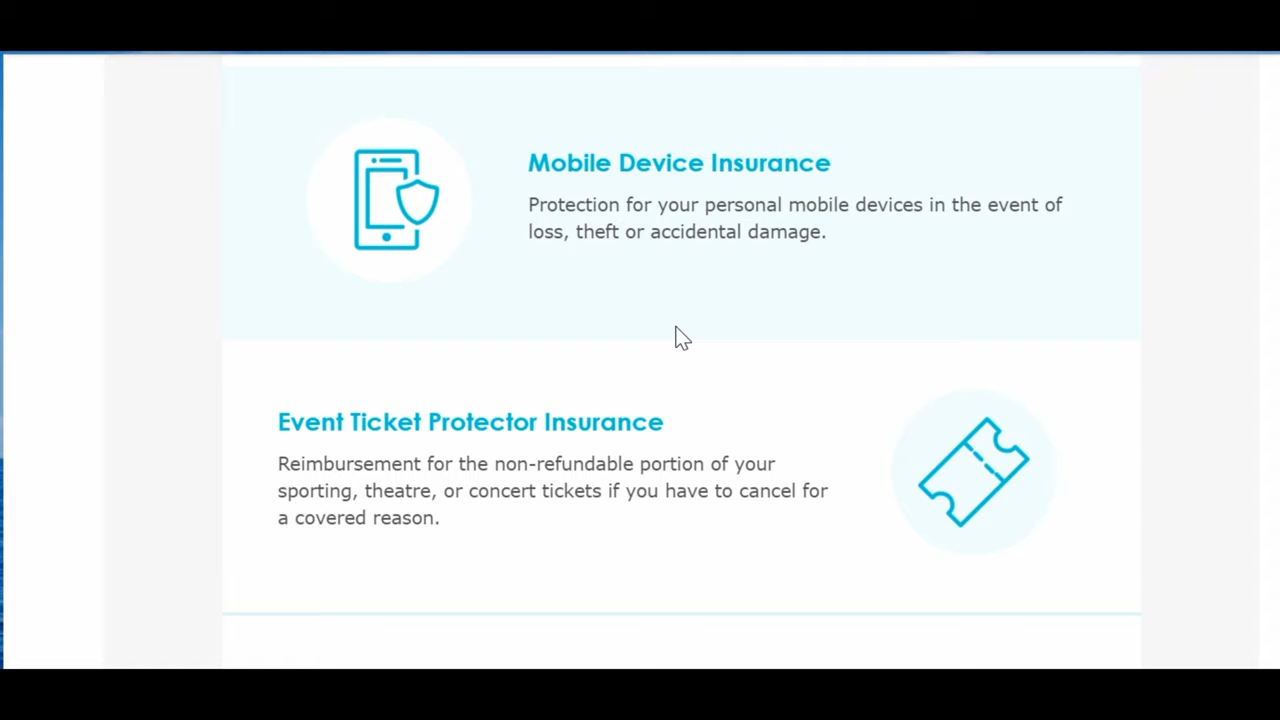 Mobile Device Insurance
Protection for your personal mobile devices in the event of
loss, theft or accidental damage.
Event Ticket Protector Insurance
Reimbursement for the non-refundable portion of your
sporting, theatre, or concert tickets if you have to cancel for
a covered reason.